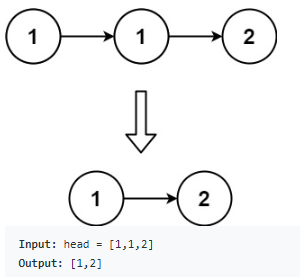 1 1 2
1 2
Input: head = [1,1,2]
Output: [1,2]